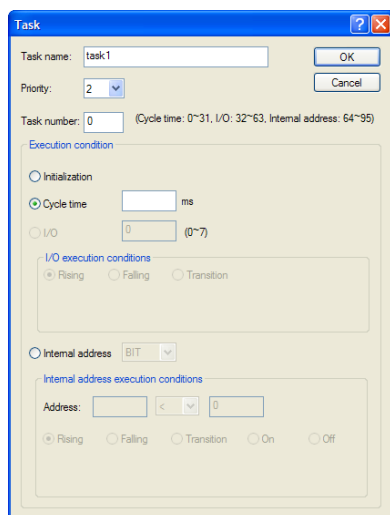 Task
Task name: task1 OK
Priority: 2 Cancel
Task number: 0 (Cycle time: 0~31, I/O: 32~63, Internal address: 64~95)
Execution condition
Initialization
Cycle time ms
I/O 0 (0~7)
I/O execution conditions
Rising Falling Transition
Internal address BIT
Internal address execution conditions
Address: < 0
Rising Falling Transition On Off